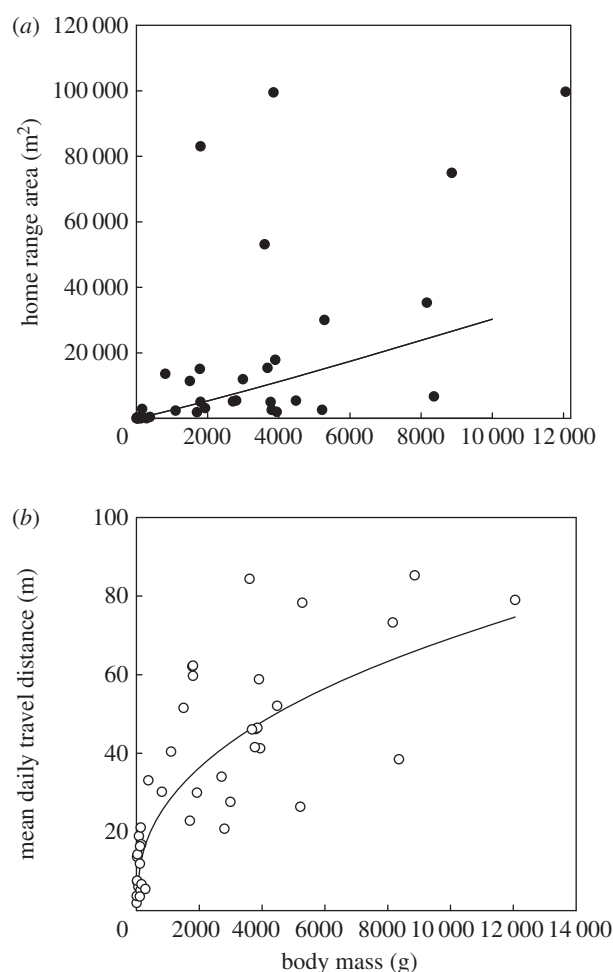 (a)
120 000
100 000
80 000
60 000
40 000
20 000
home range area (m²)
0 2000 4000 6000 8000 10 000 12 000
(b)
100
80
60
40
20
mean daily travel distance (m)
0 2000 4000 6000 8000 10 000 12 000 14 000
body mass (g)